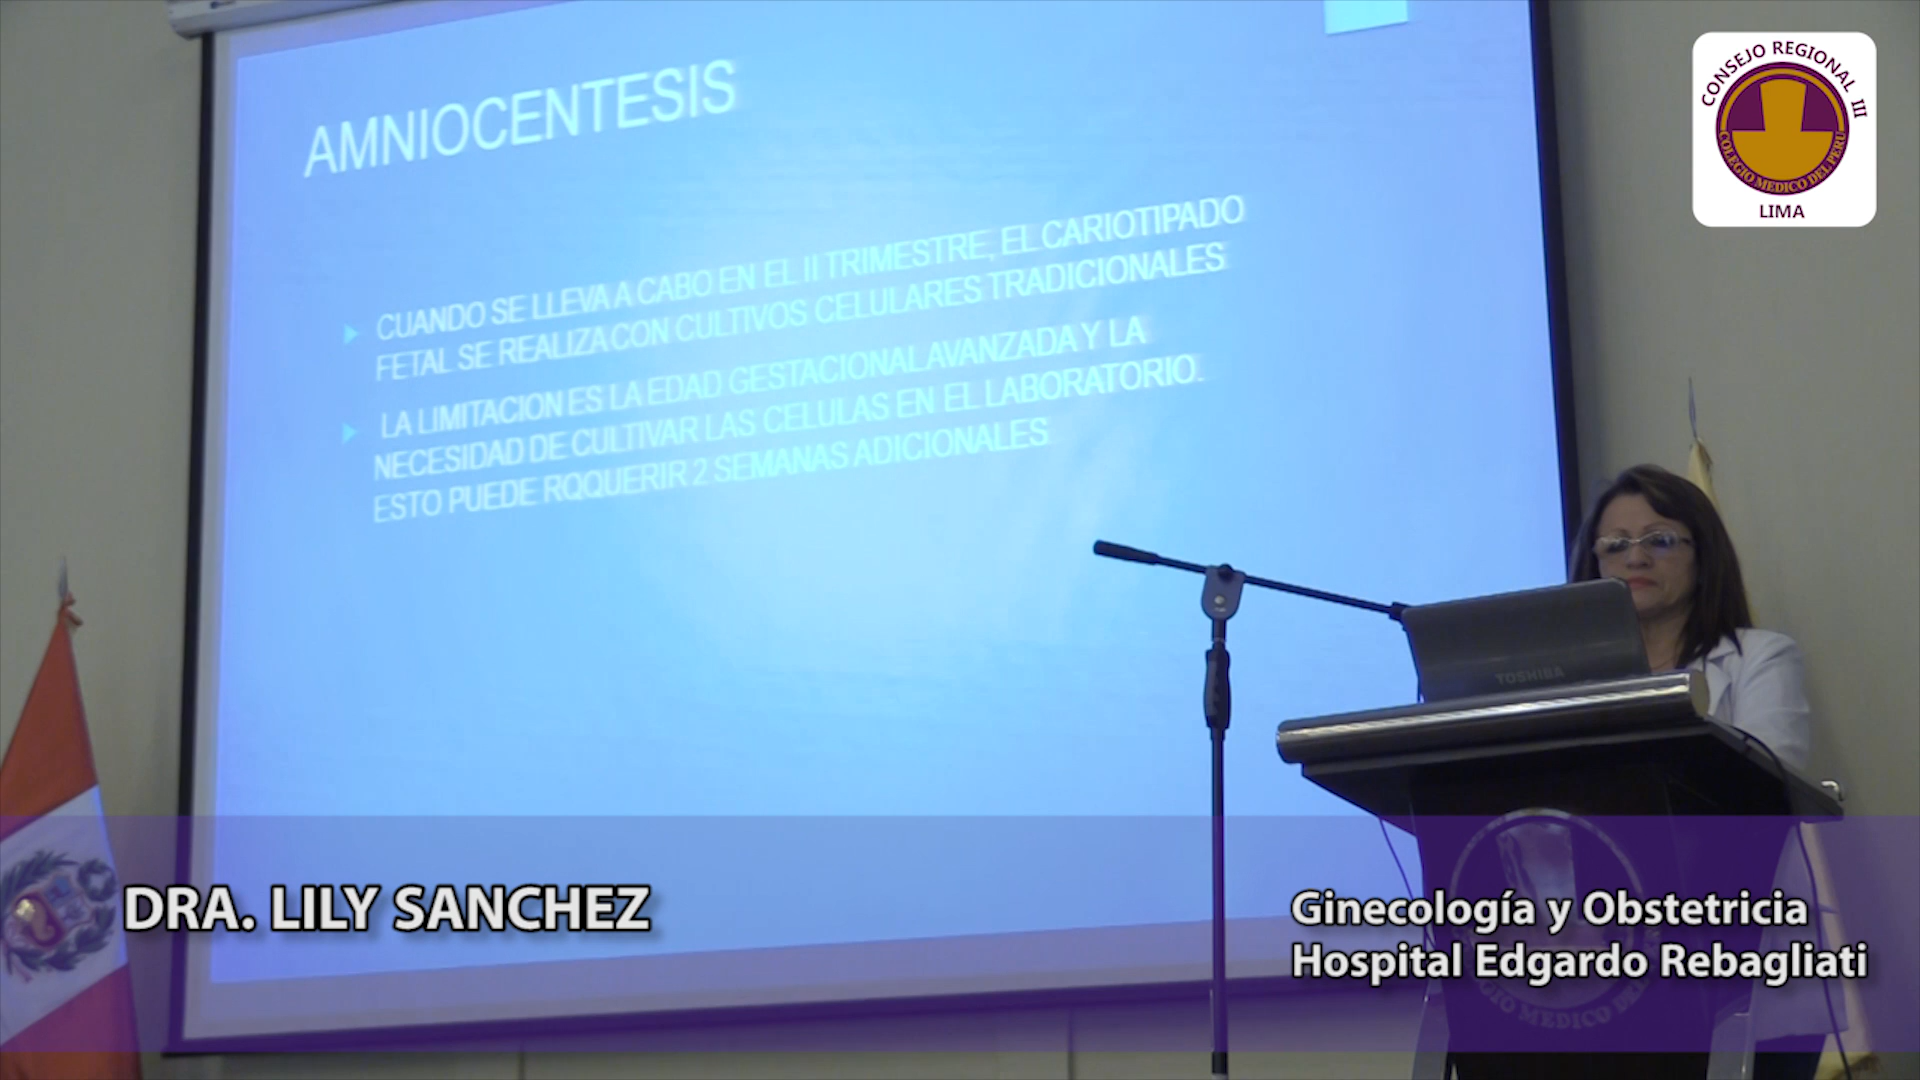 AMNIOCENTESIS
CUANDO SE LLEVA A CABO EN EL II TRIMESTRE, EL CARIOTIPADO
FETAL SE REALIZA CON CULTIVOS CELULARES TRADICIONALES
LA LIMITACION ES LA EDAD GESTACIONAL AVANZADA Y LA
NECESIDAD DE CULTIVAR LAS CELULAS EN EL LABORATORIO.
ESTO PUEDE RQQUERIR 2 SEMANAS ADICIONALES
CONSEJO REGIONAL III
COLEGIO MEDICO DEL PERU
LIMA
TOSHIBA
DRA. LILY SANCHEZ
Ginecología y Obstetricia
Hospital Edgardo Rebagliati
MEDICO DEL